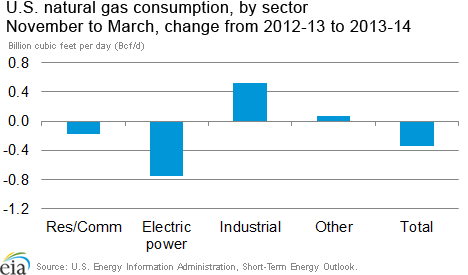 U.S. natural gas consumption, by sector
November to March, change from 2012-13 to 2013-14
Billion cubic feet per day (Bcf/d)
0.8
0.4
0.0
-0.4
-0.8
-1.2
Res/Comm Electric power Industrial Other Total
eia Source: U.S. Energy Information Administration, Short-Term Energy Outlook.